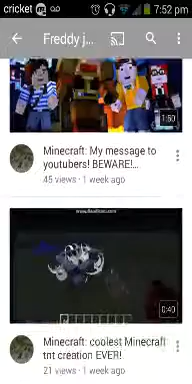 cricket 7:52 pm
Freddy j...
1:50
Minecraft: My message to
youtubers! BEWARE!...
45 views · 1 week ago
0:40
Minecraft: coolest Minecraft
tnt creation EVER!
21 views · 1 week ago